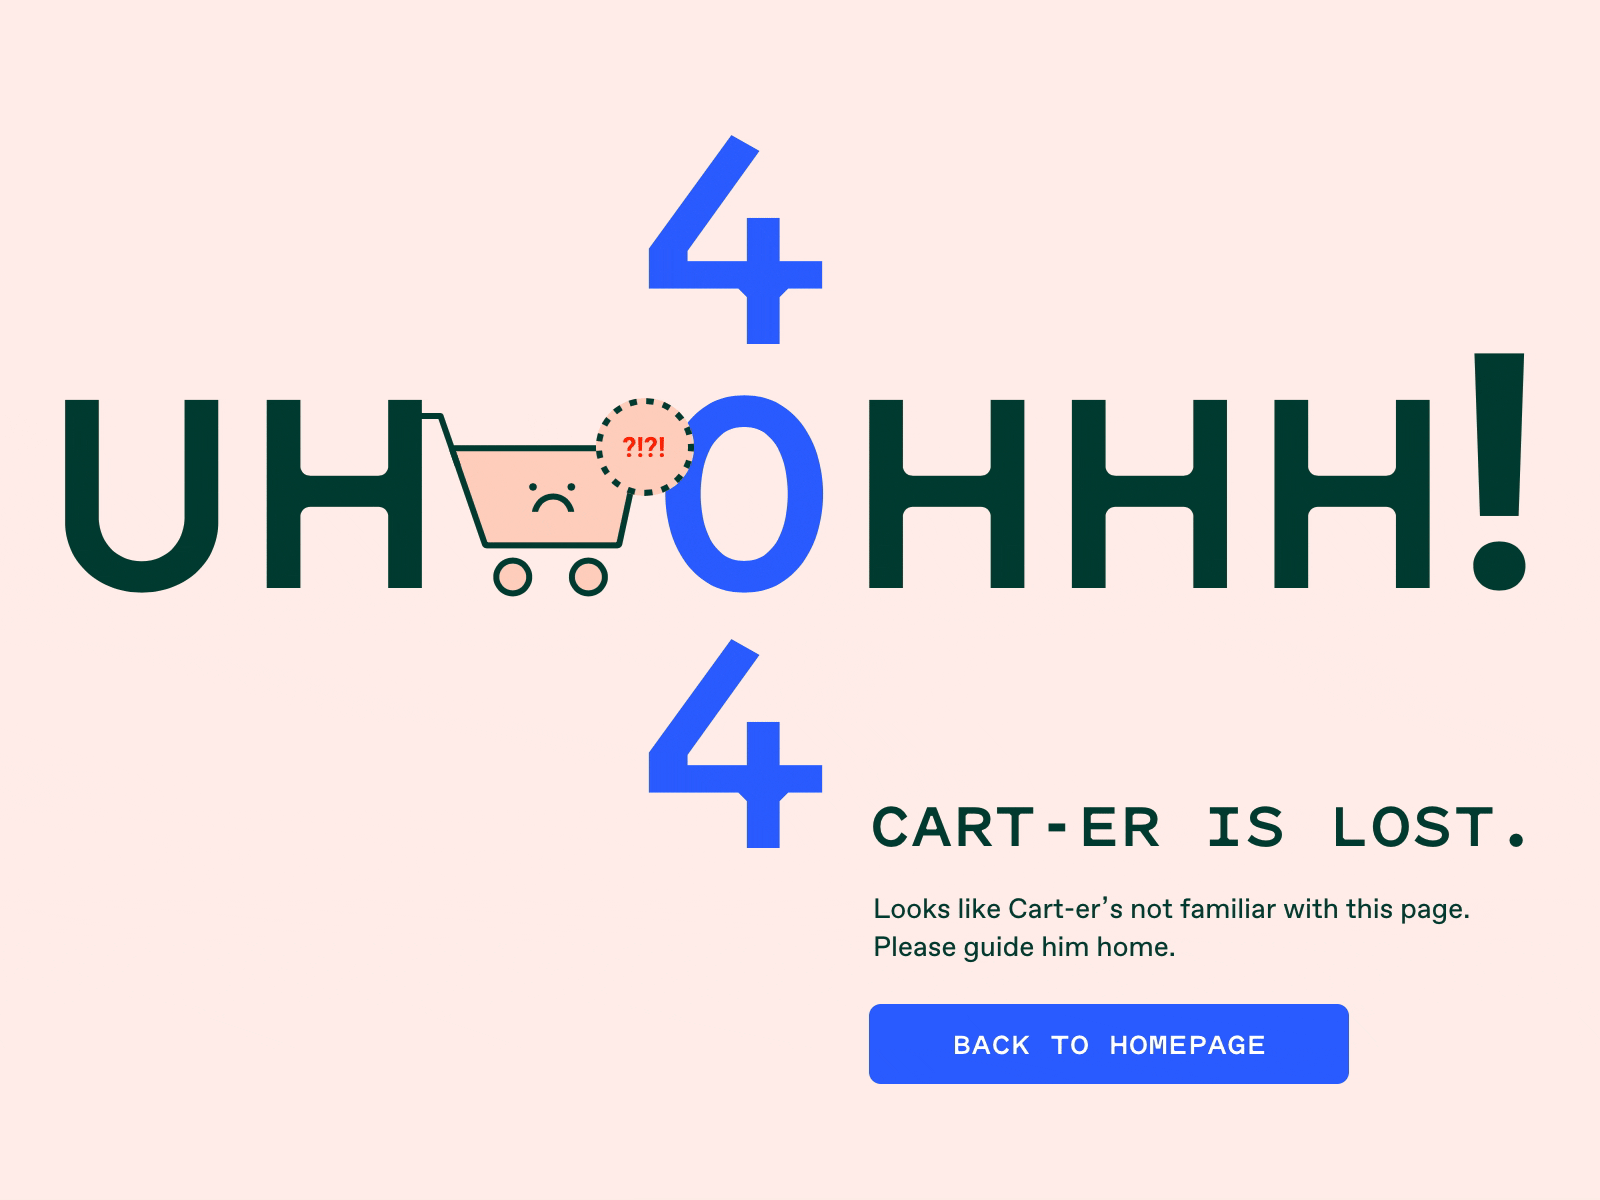 4
UH ?!?! OHHH!
4
CART-ER IS LOST.
Looks like Cart-er’s not familiar with this page.
Please guide him home.
BACK TO HOMEPAGE